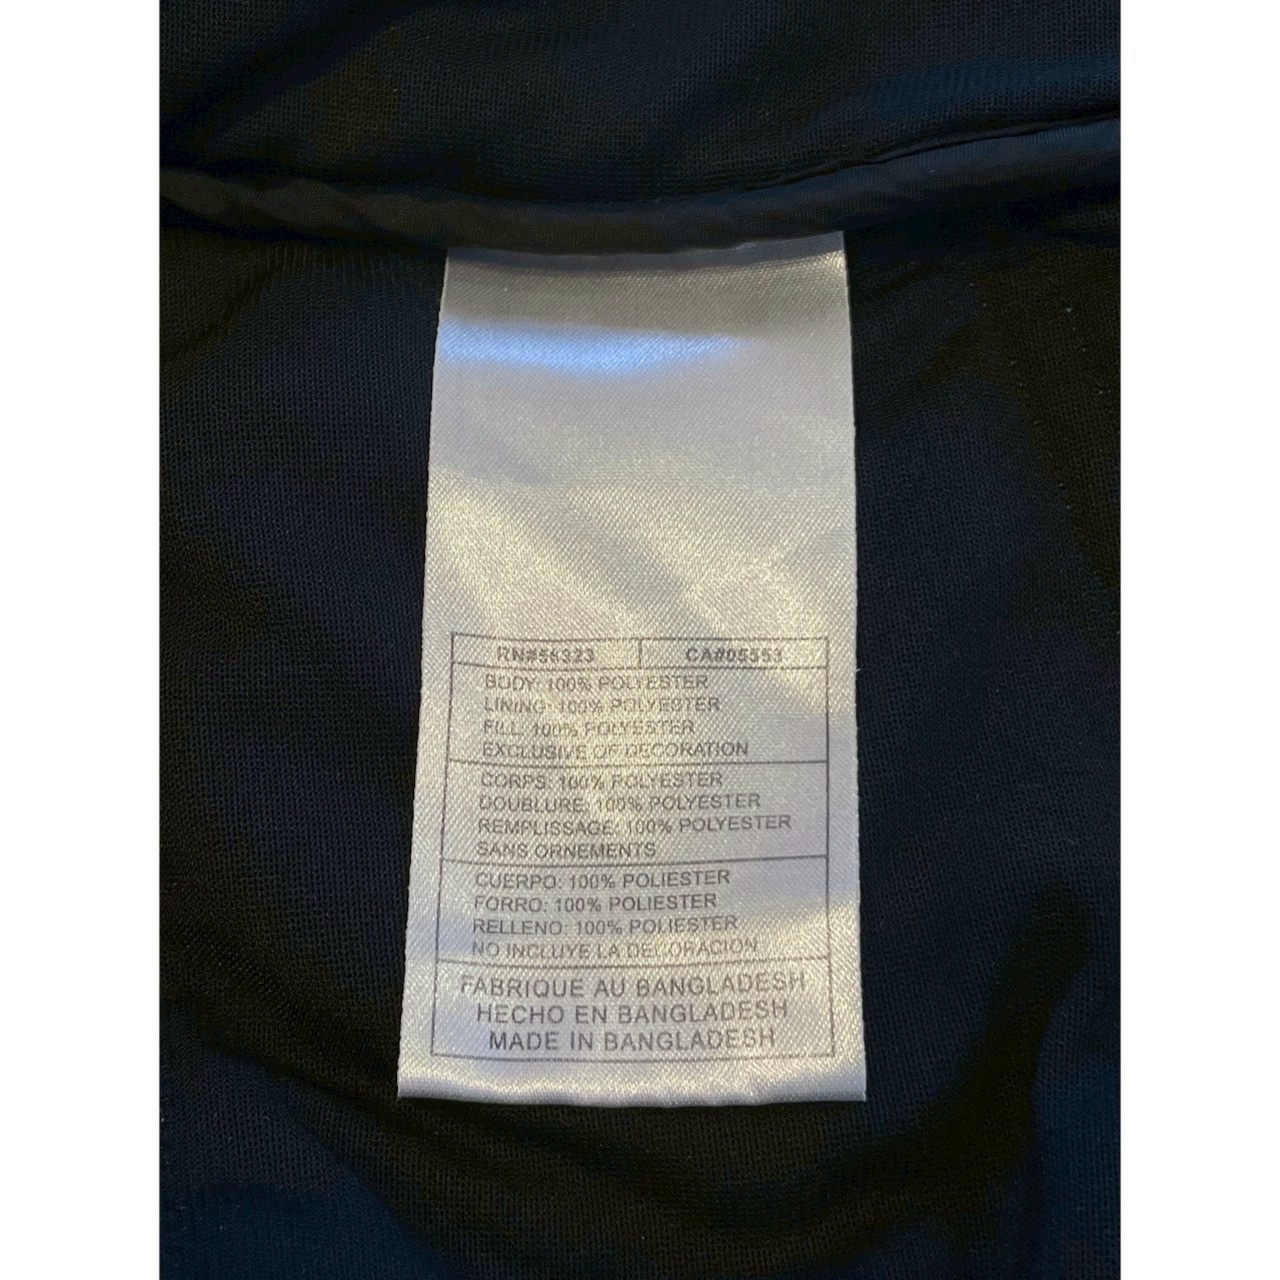 RN#56323 CA#05553
BODY: 100% POLYESTER
LINING: 100% POLYESTER
FILL: 100% POLYESTER
EXCLUSIVE OF DECORATION
CORPS: 100% POLYESTER
DOUBLURE: 100% POLYESTER
REMPLISSAGE: 100% POLYESTER
SANS ORNEMENTS
CUERPO: 100% POLIESTER
FORRO: 100% POLIESTER
RELLENO: 100% POLIESTER
NO INCLUYE LA DECORACION
FABRIQUE AU BANGLADESH
HECHO EN BANGLADESH
MADE IN BANGLADESH